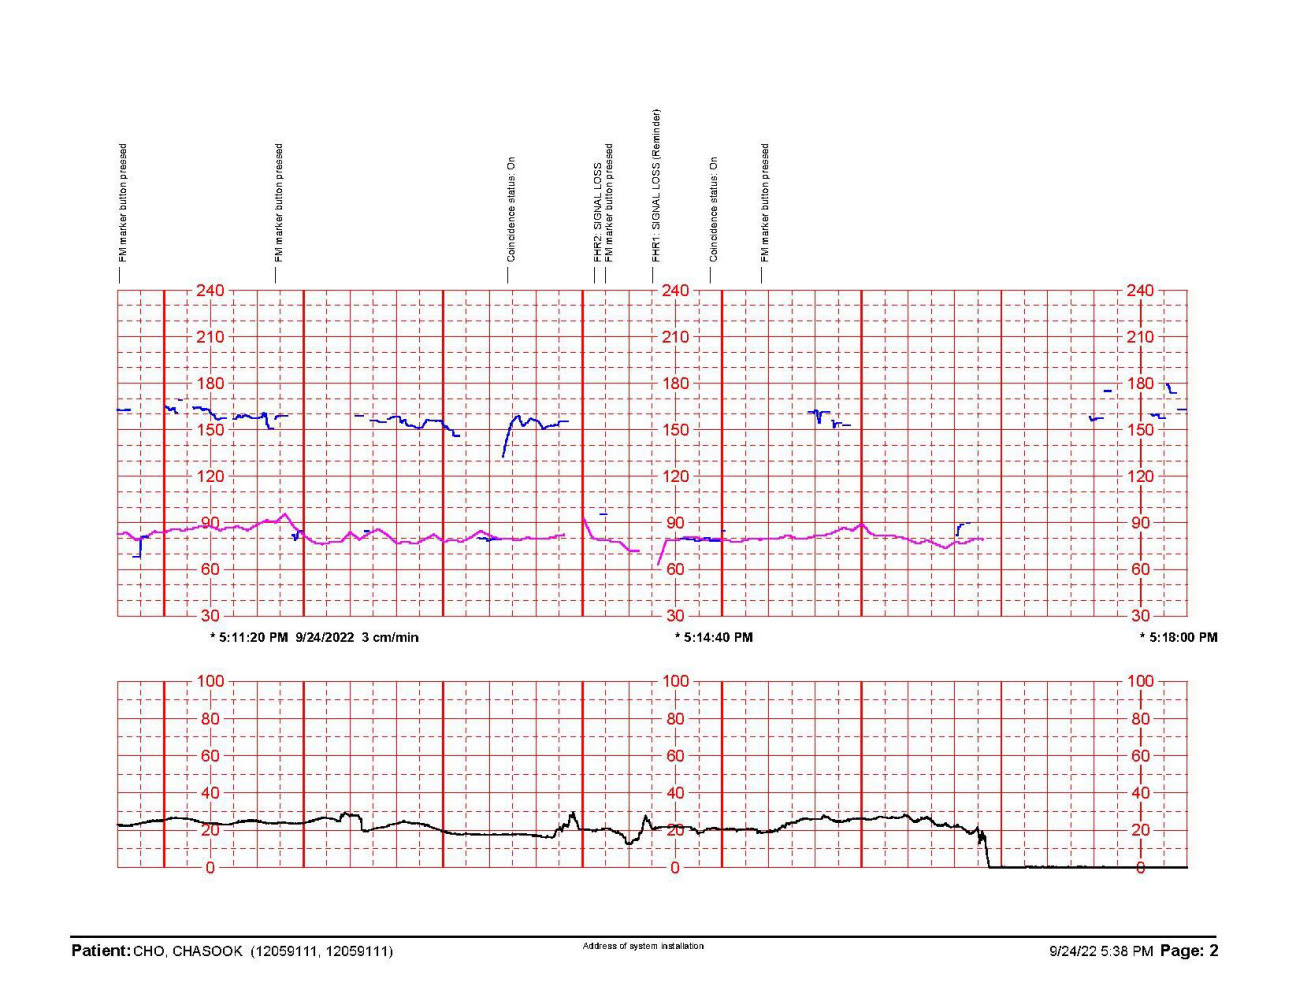 FM marker button pressed
FM marker button pressed
Coincidence status: On
FHR2: SIGNAL LOSS
FM marker button pressed
FHR1: SIGNAL LOSS (Reminder)
Coincidence status: On
FM marker button pressed
240 240 240
210 210 210
180 180 180
150 150 150
120 120 120
90 90 90
60 60 60
30 30 30
* 5:11:20 PM 9/24/2022 3 cm/min * 5:14:40 PM * 5:18:00 PM
100 100 100
80 80 80
60 60 60
40 40 40
20 20 20
0 0 0
Patient: CHO, CHASOOK (12059111, 12059111) Address of system installation 9/24/22 5:38 PM Page: 2